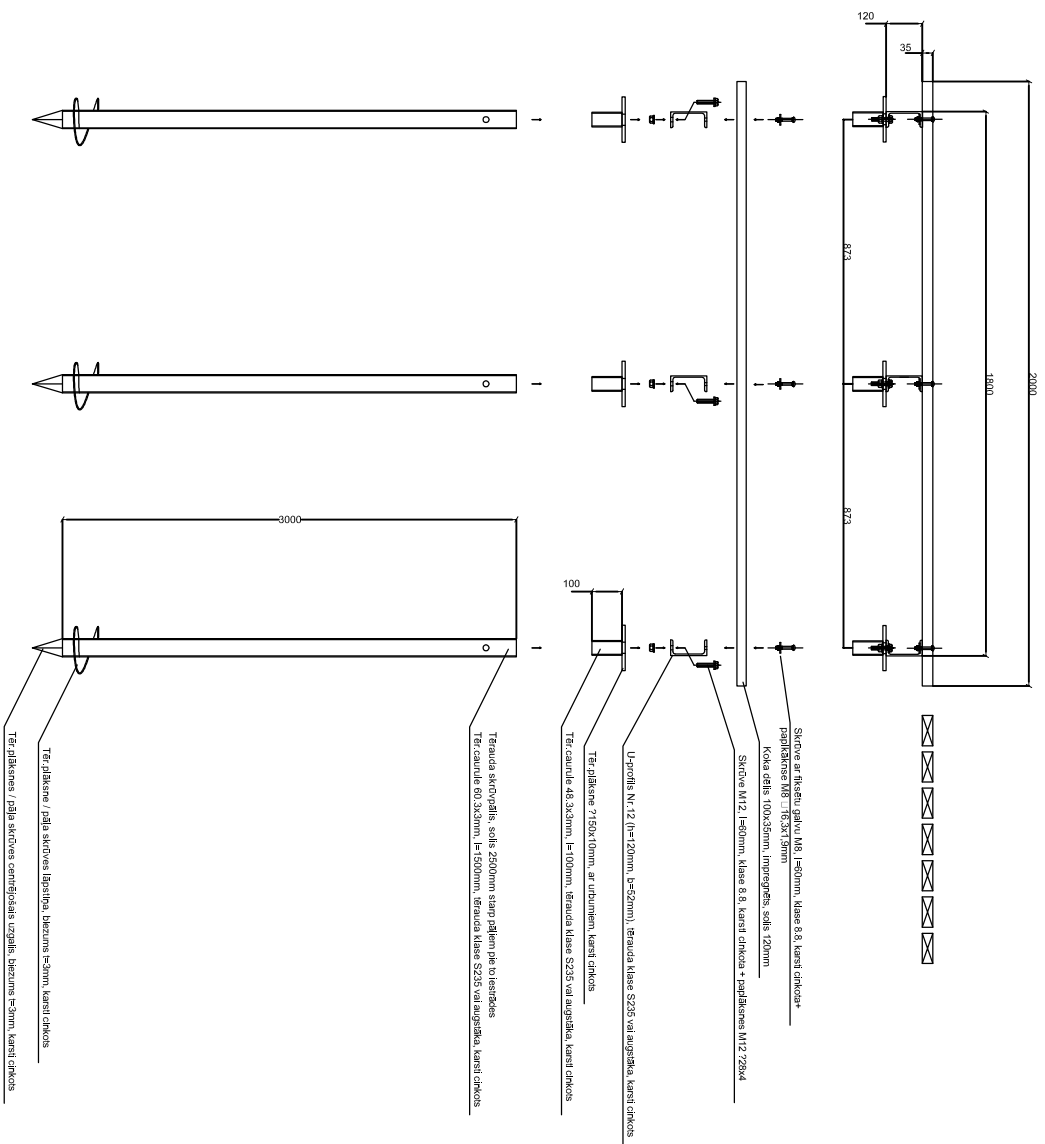 120
35
2000
1800
873
873
3000
100
Skrūve ar fiksētu galvu M8, l=60mm, klase 8.8, karsti cinkota+
paplkāknse M8 □16,3x1,9mm
Koka dēlis 100x35mm, impregnēts, solis 120mm
Skrūve M12, l=60mm, klase 8.8, karsti cinkota + paplāksnes M12 ?28x4
U-profils Nr.12 (h=120mm, b=52mm), tērauda klase S235 vai augstāka, karsti cinkots
Tēr.plāksne ?150x10mm, ar urbumiem, karsti cinkots
Tēr.caurule 48.3x3mm, l=100mm, tērauda klase S235 vai augstāka, karsti cinkots
Tērauda skrūvpālis, solis 2500mm starp pāļiem pie to iestrādes
Tēr.caurule 60.3x3mm, l=1500mm, tērauda klase S235 vai augstāka, karsti cinkots
Tēr.plāksne / pāļa skrūves lāpstiņa, biezums t=3mm, karsti cinkots
Tēr.plāksnes / pāļa skrūves centrējošais uzgalis, biezums t=3mm, karsti cinkots